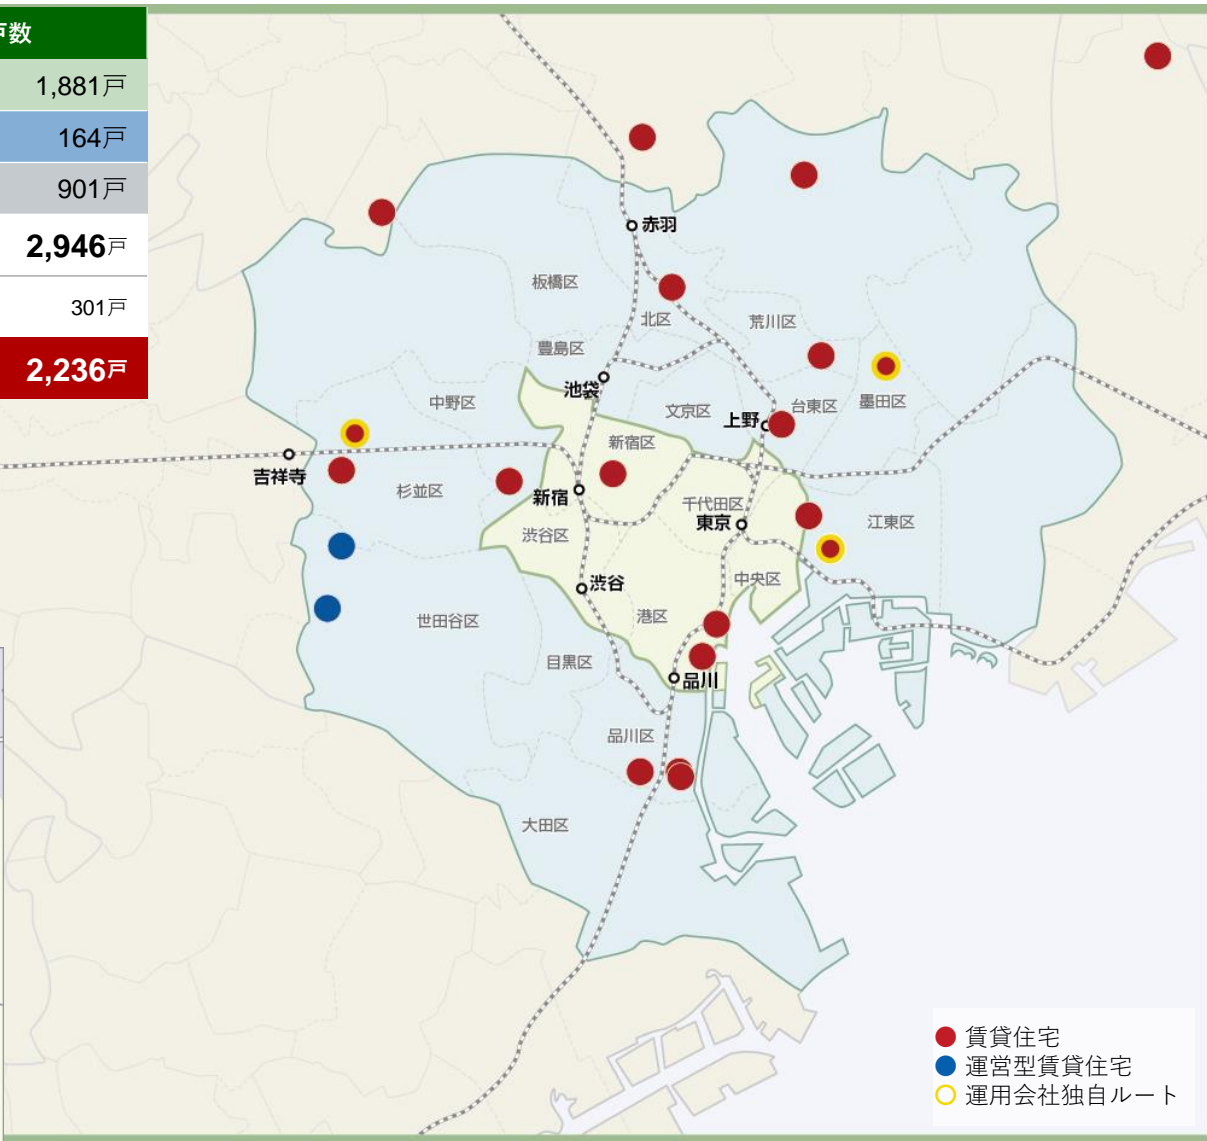 戸数
1,881戸
164戸
901戸
2,946戸
301戸
2,236戸
赤羽
板橋区
北区
荒川区
豊島区
池袋
中野区
文京区
上野
台東区
墨田区
新宿区
吉祥寺
杉並区
新宿
千代田区
東京
江東区
渋谷区
渋谷
中央区
港区
世田谷区
目黒区
品川
品川区
大田区
賃貸住宅
運営型賃貸住宅
運用会社独自ルート